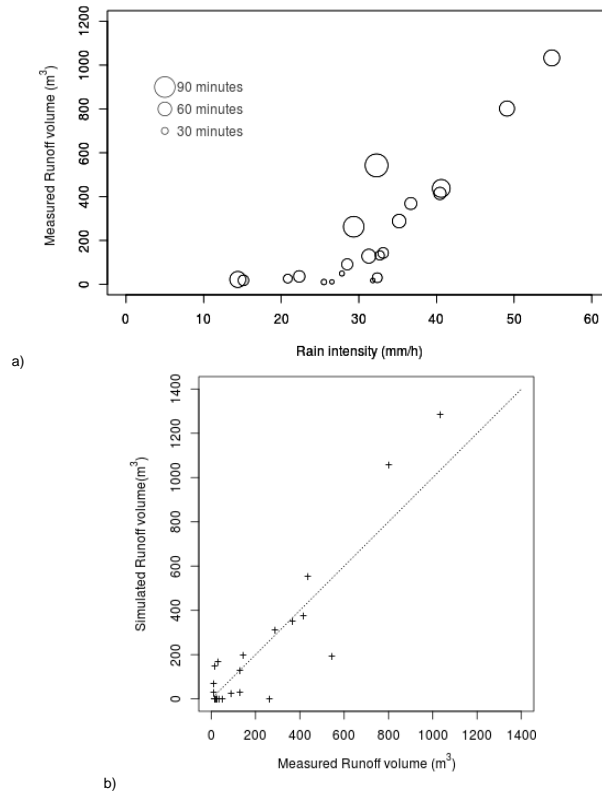 1200
1000
800
600
400
200
0
Measured Runoff volume (m³)
90 minutes
60 minutes
30 minutes
0 10 20 30 40 50 60
Rain intensity (mm/h)
a)
1400
1200
1000
800
600
400
200
0
Simulated Runoff volume(m³)
0 200 400 600 800 1000 1200 1400
Measured Runoff volume (m³)
b)